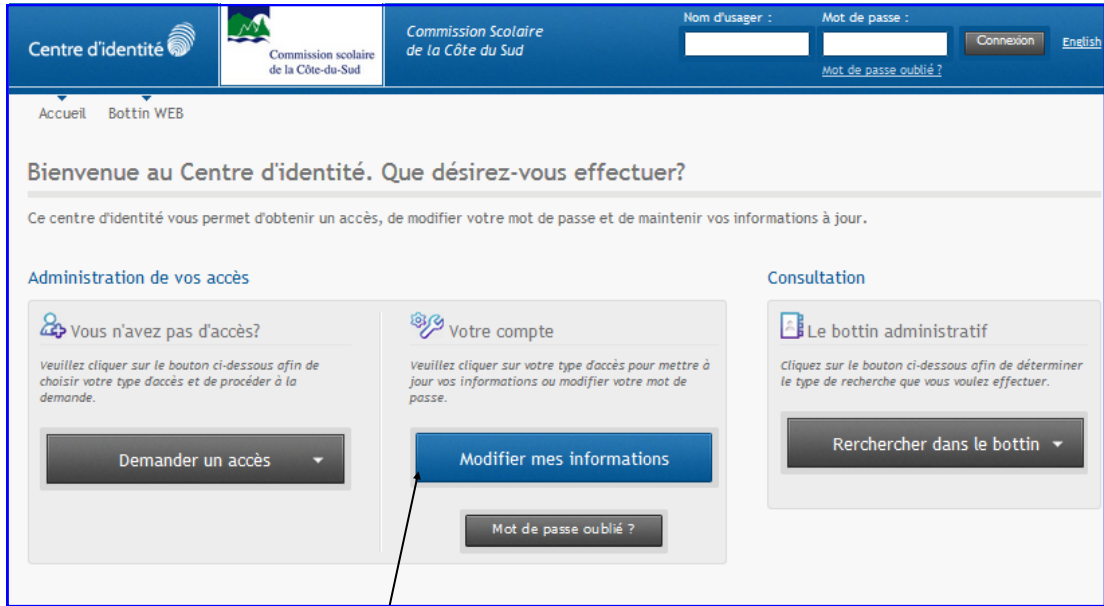 Centre d'identité
Commission scolaire
de la Côte-du-Sud
Commission Scolaire
de la Côte du Sud
Nom d'usager :
Mot de passe :
Connexion
English
Mot de passe oublié ?
Accueil
Bottin WEB
Bienvenue au Centre d'identité. Que désirez-vous effectuer?
Ce centre d'identité vous permet d'obtenir un accès, de modifier votre mot de passe et de maintenir vos informations à jour.
Administration de vos accès
Vous n'avez pas d'accès?
Veuillez cliquer sur le bouton ci-dessous afin de
choisir votre type d'accès et de procéder à la
demande.
Demander un accès
Votre compte
Veuillez cliquer sur votre type d'accès pour mettre à
jour vos informations ou modifier votre mot de
passe.
Modifier mes informations
Mot de passe oublié ?
Consultation
Le bottin administratif
Cliquez sur le bouton ci-dessous afin de déterminer
le type de recherche que vous voulez effectuer.
Rerchercher dans le bottin